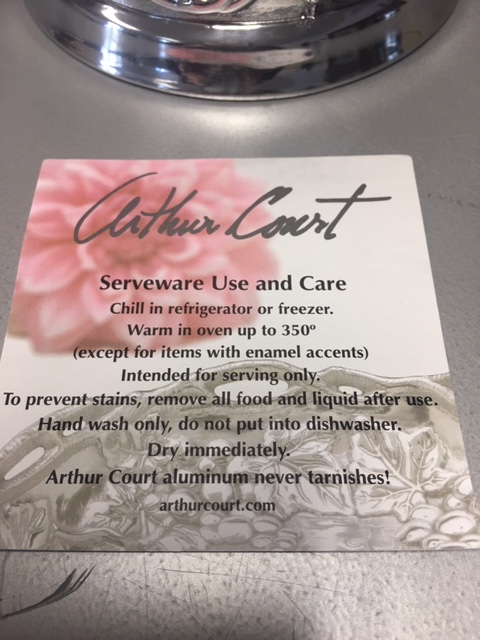 Arthur Court
Serveware Use and Care
Chill in refrigerator or freezer.
Warm in oven up to 350º
(except for items with enamel accents)
Intended for serving only.
To prevent stains, remove all food and liquid after use.
Hand wash only, do not put into dishwasher.
Dry immediately.
Arthur Court aluminum never tarnishes!
arthurcourt.com